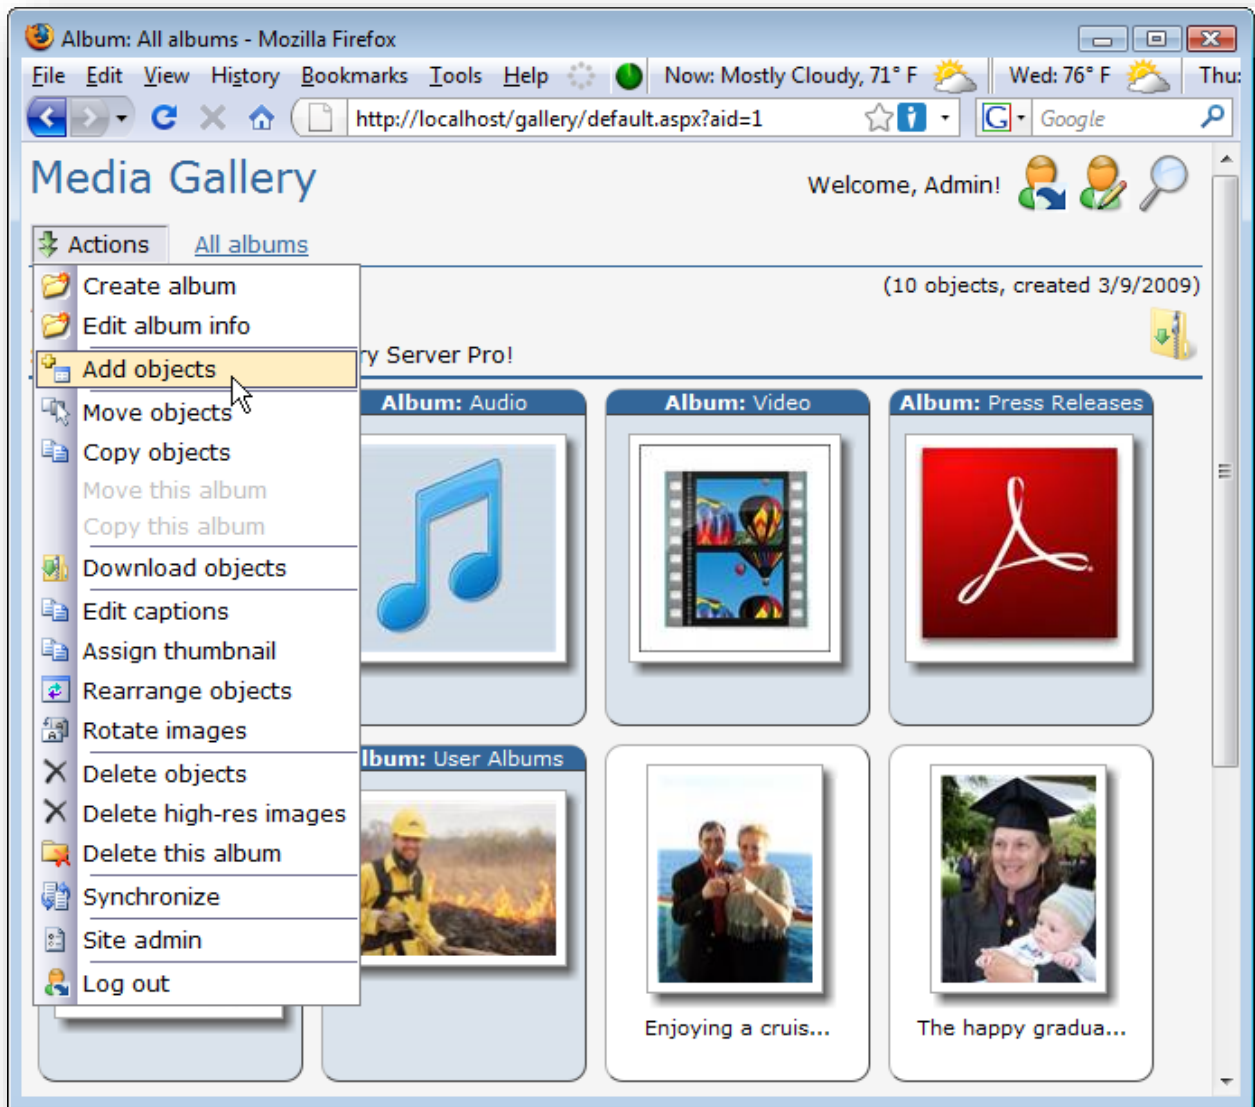 Album: All albums - Mozilla Firefox
File Edit View History Bookmarks Tools Help Now: Mostly Cloudy, 71° F Wed: 76° F Thu:
http://localhost/gallery/default.aspx?aid=1 G Google
Media Gallery
Welcome, Admin!
Actions All albums
Create album
(10 objects, created 3/9/2009)
Edit album info
ry Server Pro!
Add objects
Move objects
Copy objects
Move this album
Copy this album
Download objects
Edit captions
Assign thumbnail
Rearrange objects
Rotate images
Delete objects
Delete high-res images
Delete this album
Synchronize
Site admin
Log out
Album: Audio
Album: Video
Album: Press Releases
lbum: User Albums
Enjoying a cruis...
The happy gradua...